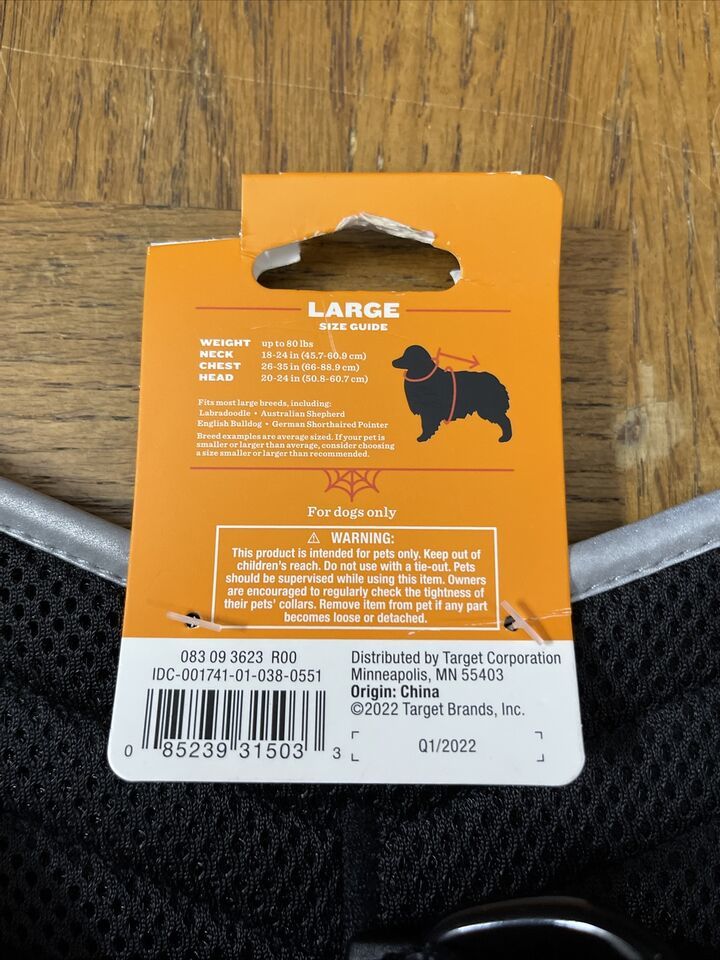 LARGE
SIZE GUIDE
WEIGHT up to 80 lbs
NECK 18-24 in (45.7-60.9 cm)
CHEST 26-35 in (66-88.9 cm)
HEAD 20-24 in (50.8-60.7 cm)
Fits most large breeds, including:
Labradoodle • Australian Shepherd
English Bulldog • German Shorthaired Pointer
Breed examples are average sized. If your pet is
smaller or larger than average, consider choosing
a size smaller or larger than recommended.
For dogs only
⚠ WARNING:
This product is intended for pets only. Keep out of
children's reach. Do not use with a tie-out. Pets
should be supervised while using this item. Owners
are encouraged to regularly check the tightness of
their pets' collars. Remove item from pet if any part
becomes loose or detached.
083 09 3623 R00
IDC-001741-01-038-0551
0 85239 31503 3
Distributed by Target Corporation
Minneapolis, MN 55403
Origin: China
©2022 Target Brands, Inc.
Q1/2022